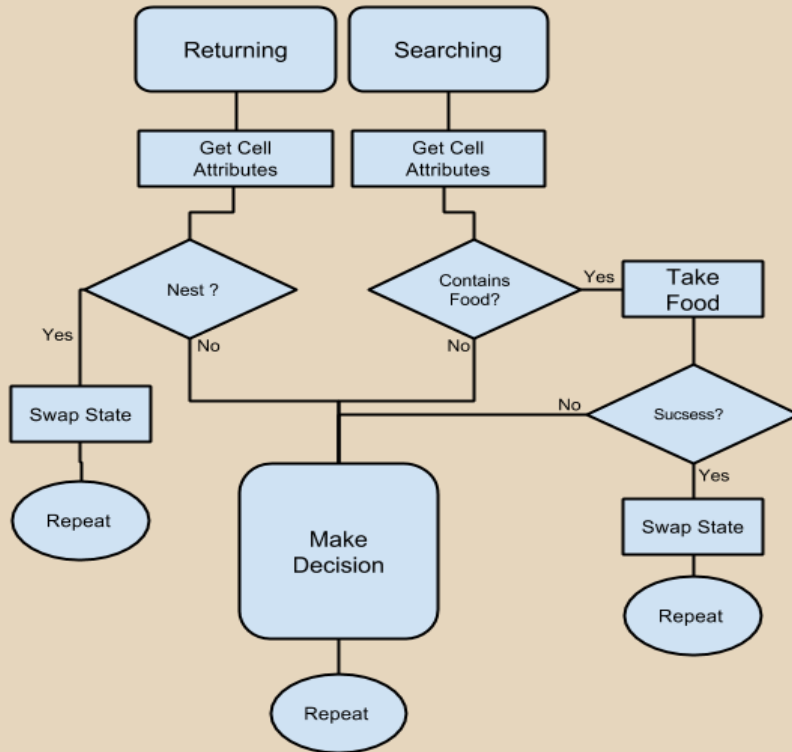 Returning
Searching
Get Cell
Attributes
Get Cell
Attributes
Nest ?
Contains
Food?
Yes
Take
Food
Yes
No
No
Swap State
No
Sucsess?
Yes
Repeat
Make
Decision
Swap State
Repeat
Repeat